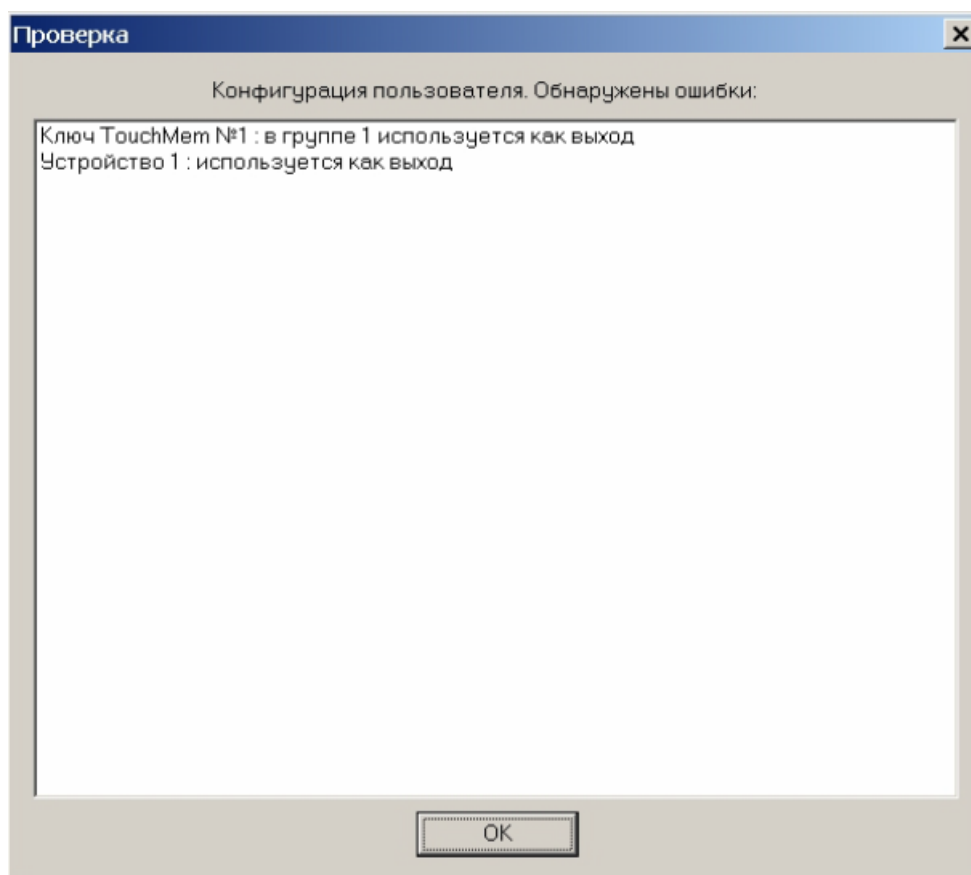 Проверка
Конфигурация пользователя. Обнаружены ошибки:
Ключ TouchMem №1 : в группе 1 используется как выход
Устройство 1 : используется как выход
OK